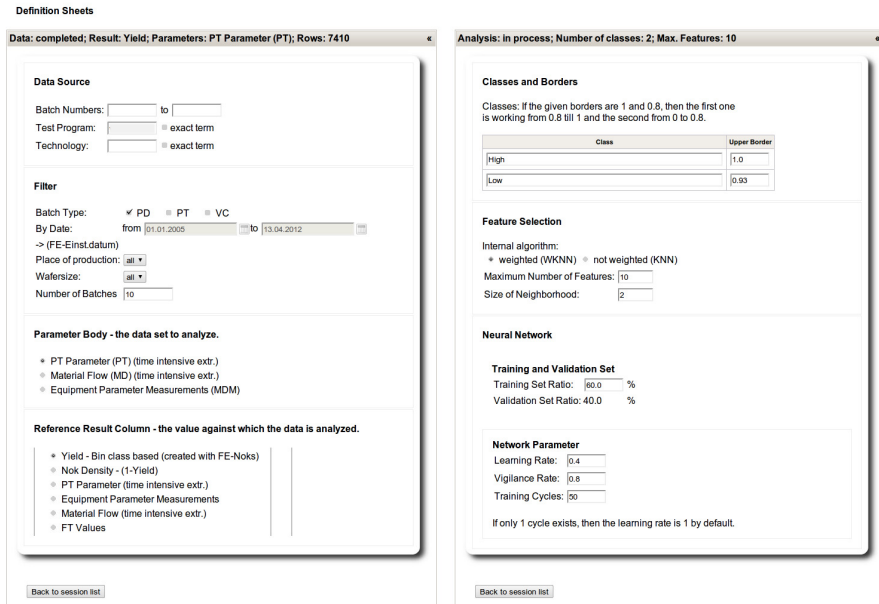 Definition Sheets
Data: completed; Result: Yield; Parameters: PT Parameter (PT); Rows: 7410 «
Data Source
Batch Numbers: to
Test Program: exact term
Technology: exact term
Filter
Batch Type: PD PT VC
By Date: from 01.01.2005 to 13.04.2012
-> (FE-Einst.datum)
Place of production: all
Wafersize: all
Number of Batches 10
Parameter Body - the data set to analyze.
PT Parameter (PT) (time intensive extr.)
Material Flow (MD) (time intensive extr.)
Equipment Parameter Measurements (MDM)
Reference Result Column - the value against which the data is analyzed.
Yield - Bin class based (created with FE-Noks)
Nok Density - (1-Yield)
PT Parameter (time intensive extr.)
Equipment Parameter Measurements
Material Flow (time intensive extr.)
FT Values
Back to session list
Analysis: in process; Number of classes: 2; Max. Features: 10 «
Classes and Borders
Classes: If the given borders are 1 and 0.8, then the first one
is working from 0.8 till 1 and the second from 0 to 0.8.
Class Upper Border
High 1.0
Low 0.93
Feature Selection
Internal algorithm:
weighted (WKNN) not weighted (KNN)
Maximum Number of Features: 10
Size of Neighborhood: 2
Neural Network
Training and Validation Set
Training Set Ratio: 60.0 %
Validation Set Ratio: 40.0 %
Network Parameter
Learning Rate: 0.4
Vigilance Rate: 0.8
Training Cycles: 50
If only 1 cycle exists, then the learning rate is 1 by default.
Back to session list